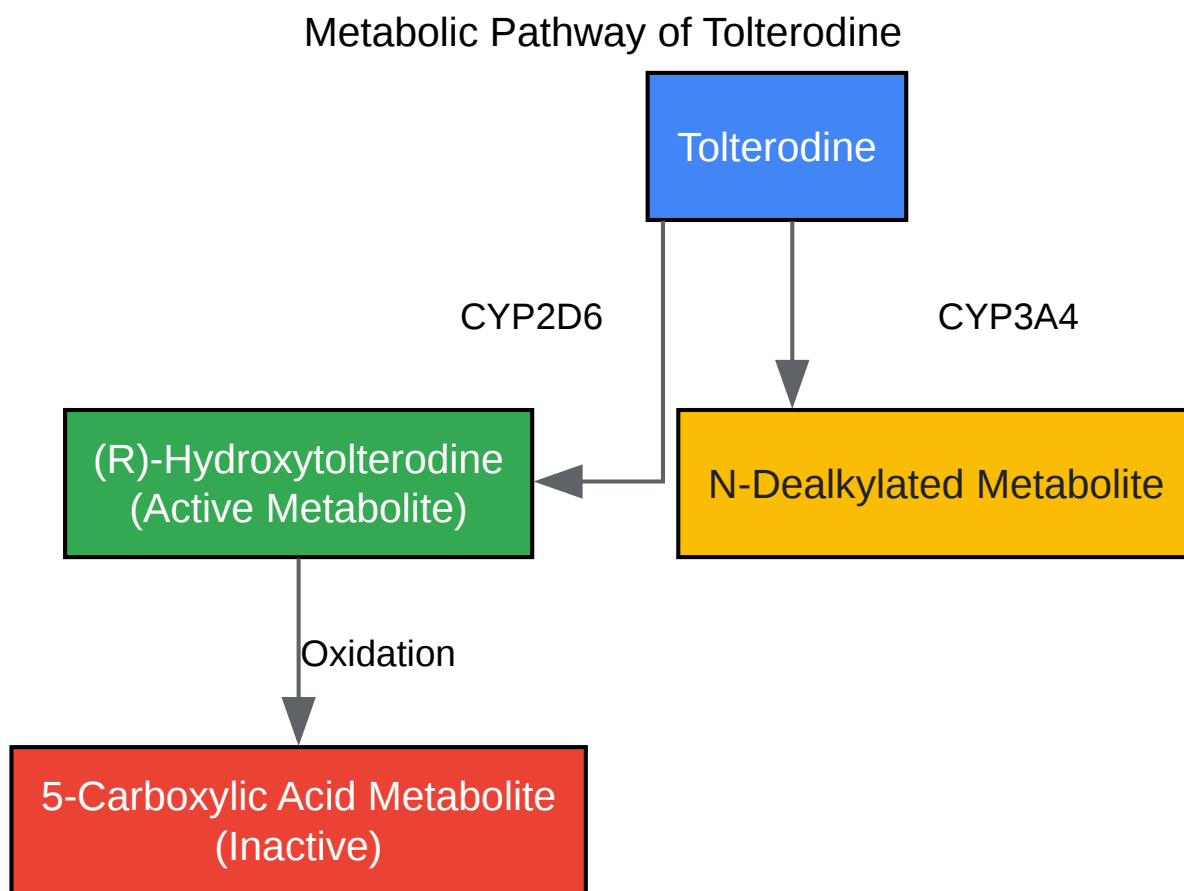 Metabolic Pathway of Tolterodine
Tolterodine
CYP2D6
CYP3A4
(R)-Hydroxytolterodine
(Active Metabolite)
N-Dealkylated Metabolite
Oxidation
5-Carboxylic Acid Metabolite
(Inactive)